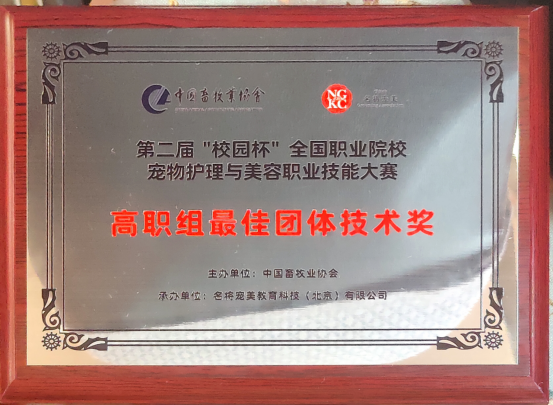 中国畜牧业协会
NG
KC
第二届"校园杯"全国职业院校
宠物护理与美容职业技能大赛
高职组最佳团体技术奖
主办单位：中国畜牧业协会
承办单位：名将宠美教育科技（北京）有限公司